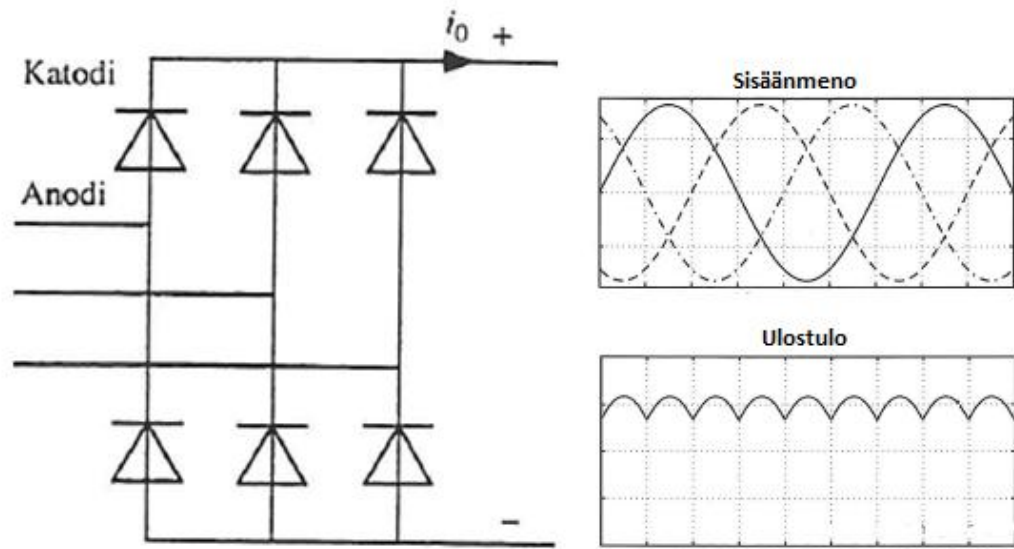 i0 +
Katodi
Anodi
−
Sisäänmeno
Ulostulo